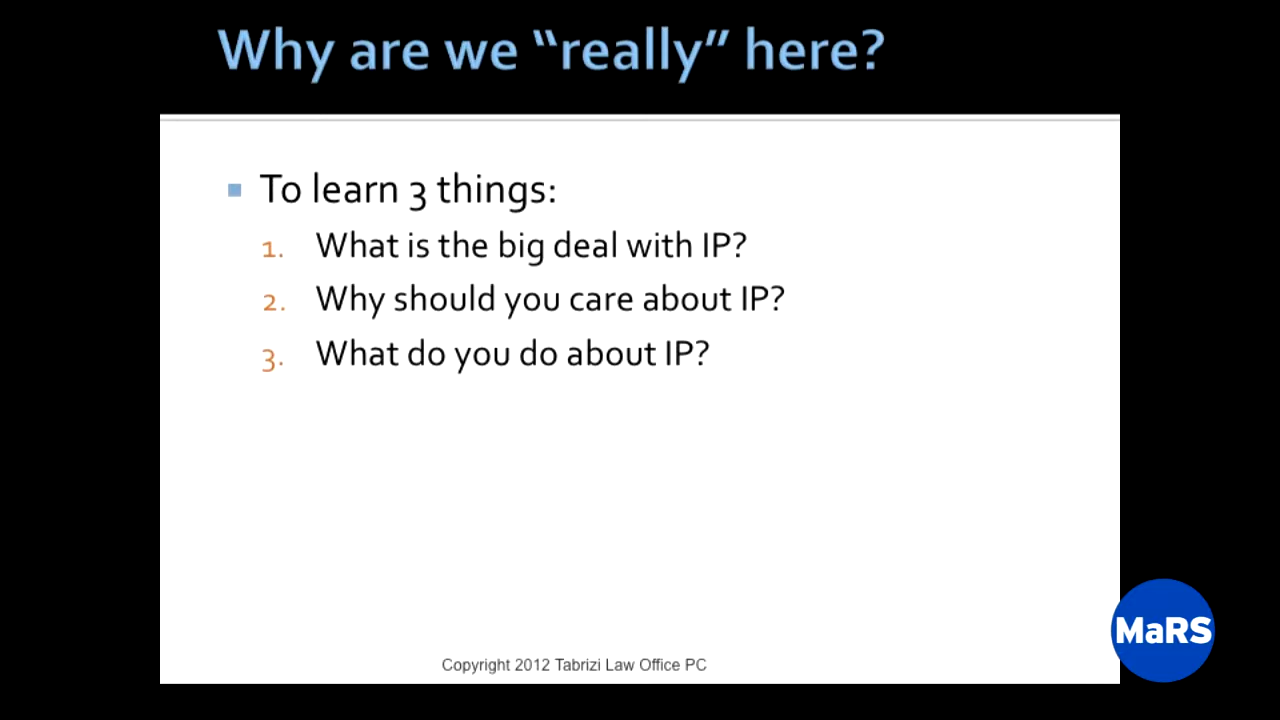 Why are we “really” here?
To learn 3 things:
1. What is the big deal with IP?
2. Why should you care about IP?
3. What do you do about IP?
Copyright 2012 Tabrizi Law Office PC
MaRS